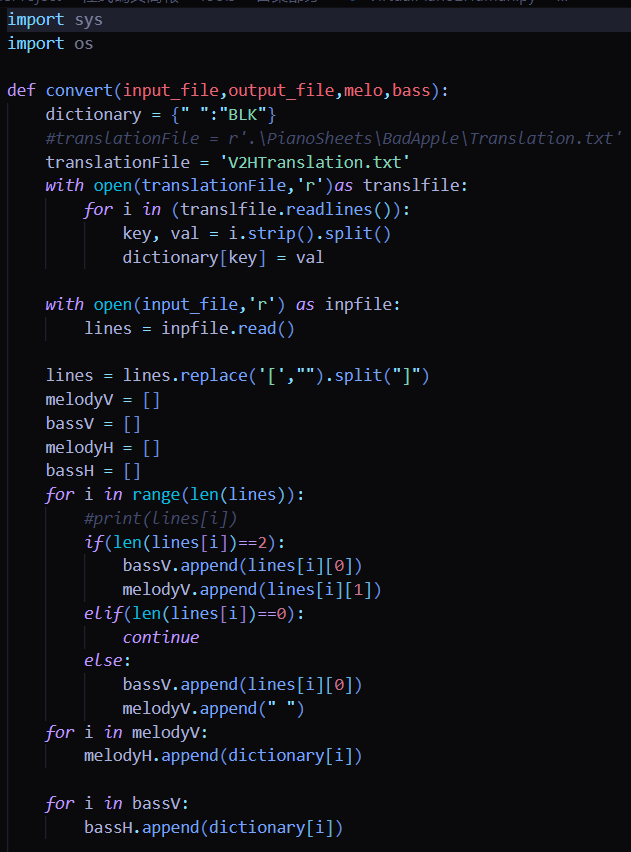 import sys
import os
def convert(input_file,output_file,melo,bass):
    dictionary = {" ":"BLK"}
    #translationFile = r'.\PianoSheets\BadApple\Translation.txt'
    translationFile = 'V2HTranslation.txt'
    with open(translationFile,'r')as translfile:
        for i in (translfile.readlines()):
            key, val = i.strip().split()
            dictionary[key] = val
    with open(input_file,'r') as inpfile:
        lines = inpfile.read()
    lines = lines.replace('[',"").split("]")
    melodyV = []
    bassV = []
    melodyH = []
    bassH = []
    for i in range(len(lines)):
        #print(lines[i])
        if(len(lines[i])==2):
            bassV.append(lines[i][0])
            melodyV.append(lines[i][1])
        elif(len(lines[i])==0):
            continue
        else:
            bassV.append(lines[i][0])
            melodyV.append(" ")
    for i in melodyV:
        melodyH.append(dictionary[i])
    for i in bassV:
        bassH.append(dictionary[i])